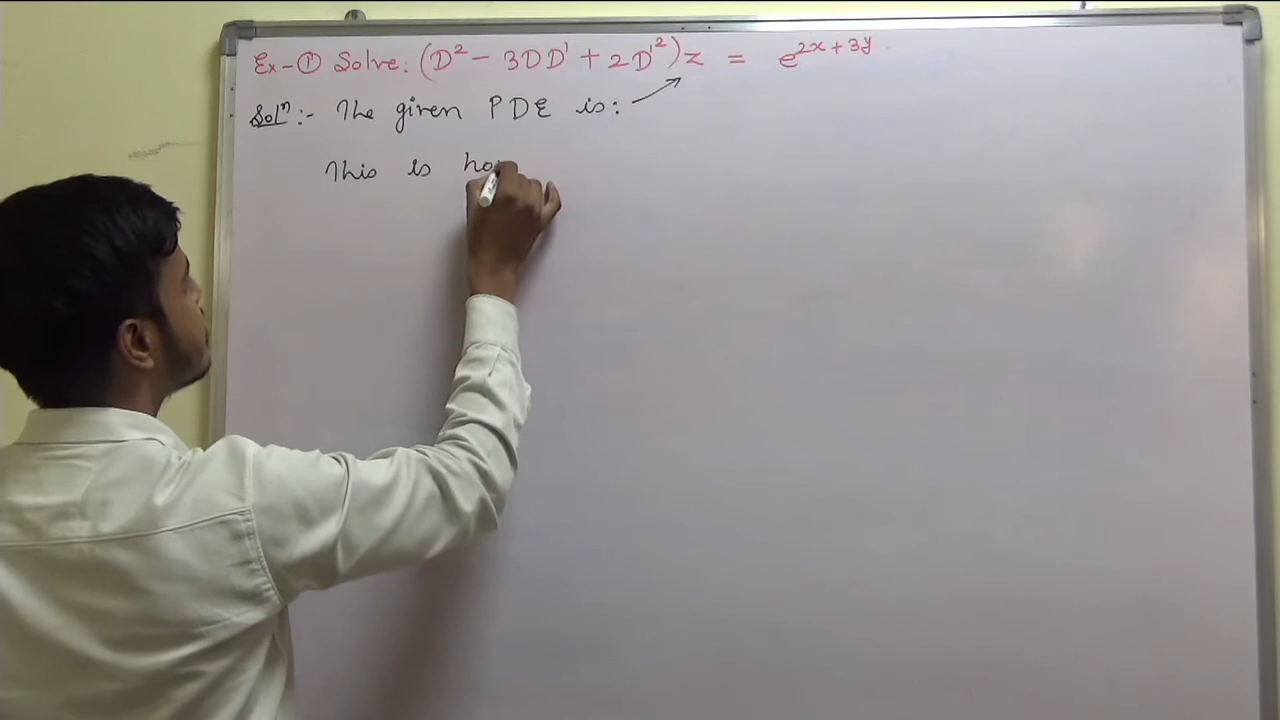 Ex-① Solve: (D² - 3DD' + 2D'²)z = e^{2x+3y}
Solⁿ:- The given PDE is:
This is ho